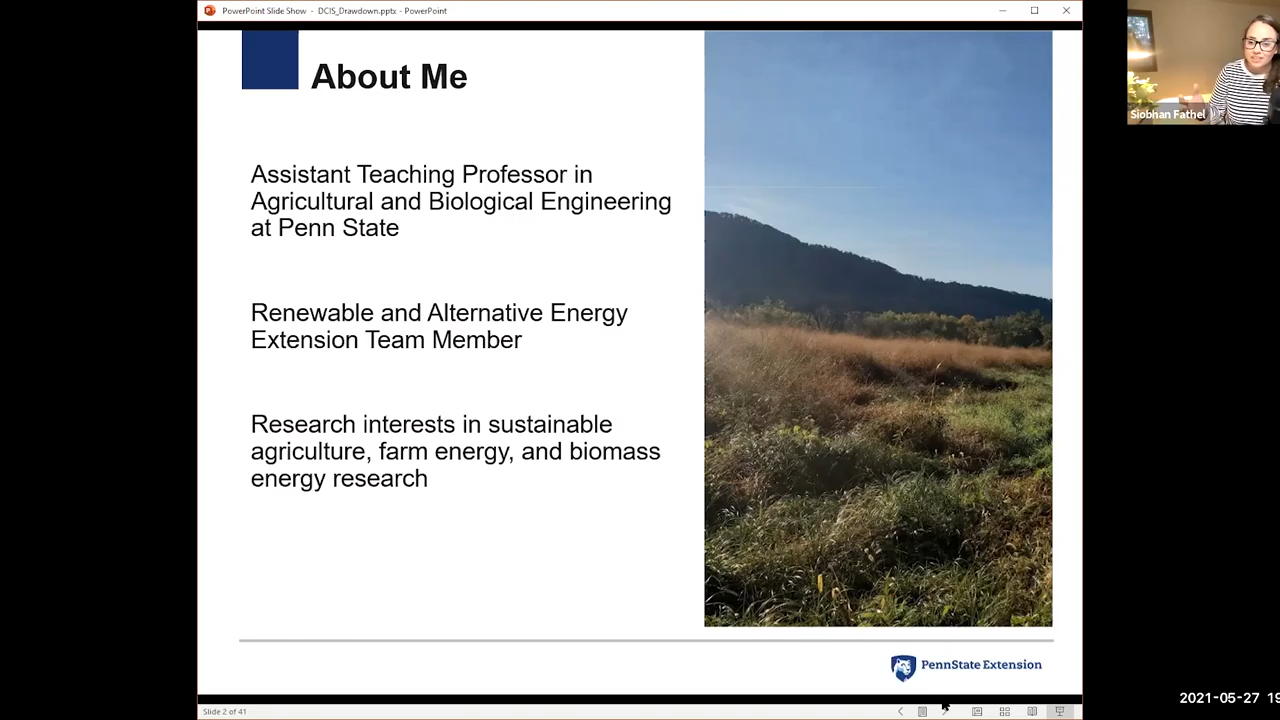 PowerPoint Slide Show - DCIS_Drawdown.pptx - PowerPoint
About Me
Assistant Teaching Professor in
Agricultural and Biological Engineering
at Penn State
Renewable and Alternative Energy
Extension Team Member
Research interests in sustainable
agriculture, farm energy, and biomass
energy research
PennState Extension
Slide 2 of 41
Siobhan Fathel
2021-05-27 19